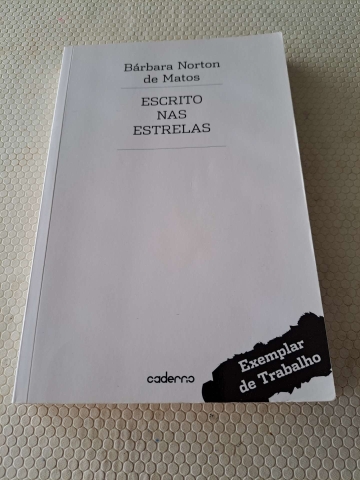 Bárbara Norton
de Matos
ESCRITO
NAS
ESTRELAS
Exemplar
de Trabalho
caderno